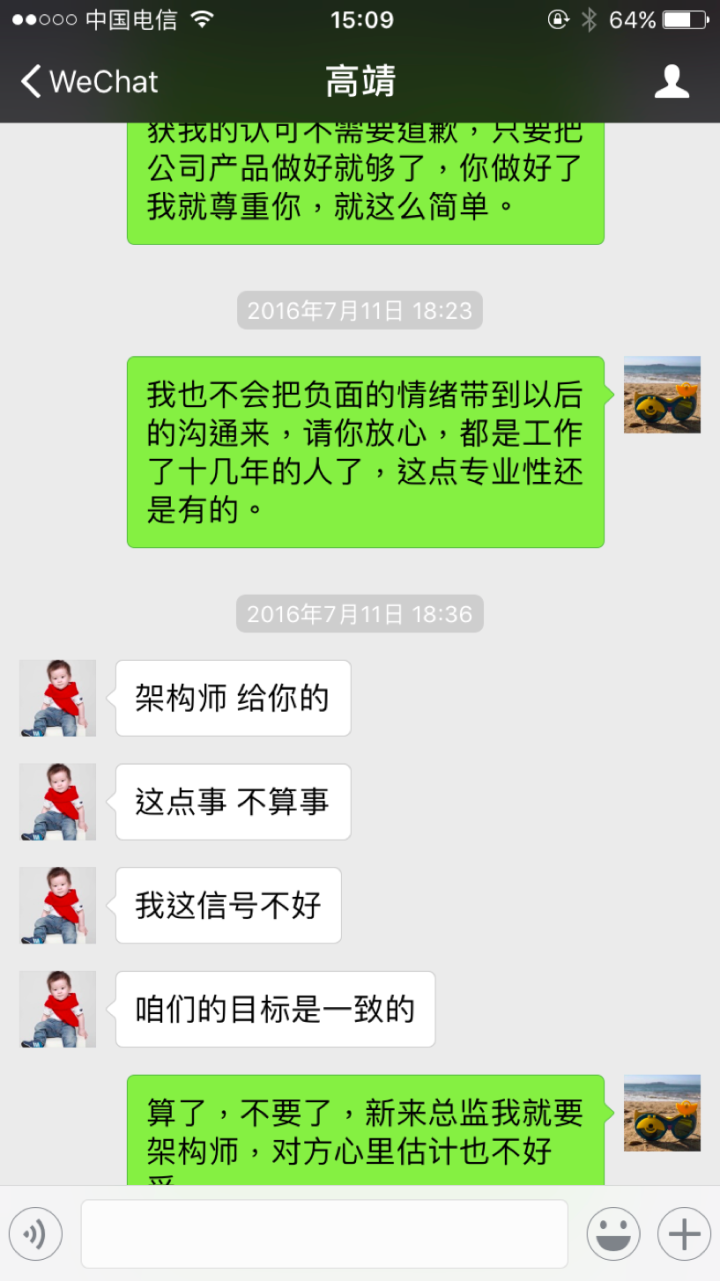 中国电信 15:09 64%
WeChat 高靖
获我的认可不需要道歉，只要把
公司产品做好就够了，你做好了
我就尊重你，就这么简单。
2016年7月11日 18:23
我也不会把负面的情绪带到以后
的沟通来，请你放心，都是工作
了十几年的人了，这点专业性还
是有的。
2016年7月11日 18:36
架构师 给你的
这点事 不算事
我这信号不好
咱们的目标是一致的
算了，不要了，新来总监我就要
架构师，对方心里估计也不好